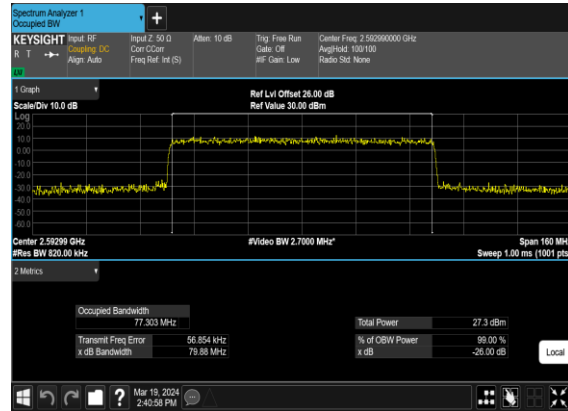 Spectrum Analyzer 1
Occupied BW
+
KEYSIGHT Input: RF Input Z: 50 Ω Atten: 10 dB Trig: Free Run Center Freq: 2.592990000 GHz
R T Coupling: DC Corr CCorr Gate: Off Avg|Hold: 100/100
Align: Auto Freq Ref: Int (S) #IF Gain: Low Radio Std: None
1 Graph
Ref Lvl Offset 26.00 dB
Scale/Div 10.0 dB Ref Value 30.00 dBm
Log
20.0
10.0
0.00
-10.0
-20.0
-30.0
-40.0
-50.0
-60.0
Center 2.59299 GHz #Video BW 2.7000 MHz* Span 160 MH
#Res BW 820.00 kHz Sweep 1.00 ms (1001 pts
2 Metrics
Occupied Bandwidth
77.303 MHz Total Power 27.3 dBm
Transmit Freq Error 56.854 kHz % of OBW Power 99.00 %
x dB Bandwidth 79.88 MHz x dB -26.00 dB
Local
? Mar 19, 2024
2:40:58 PM